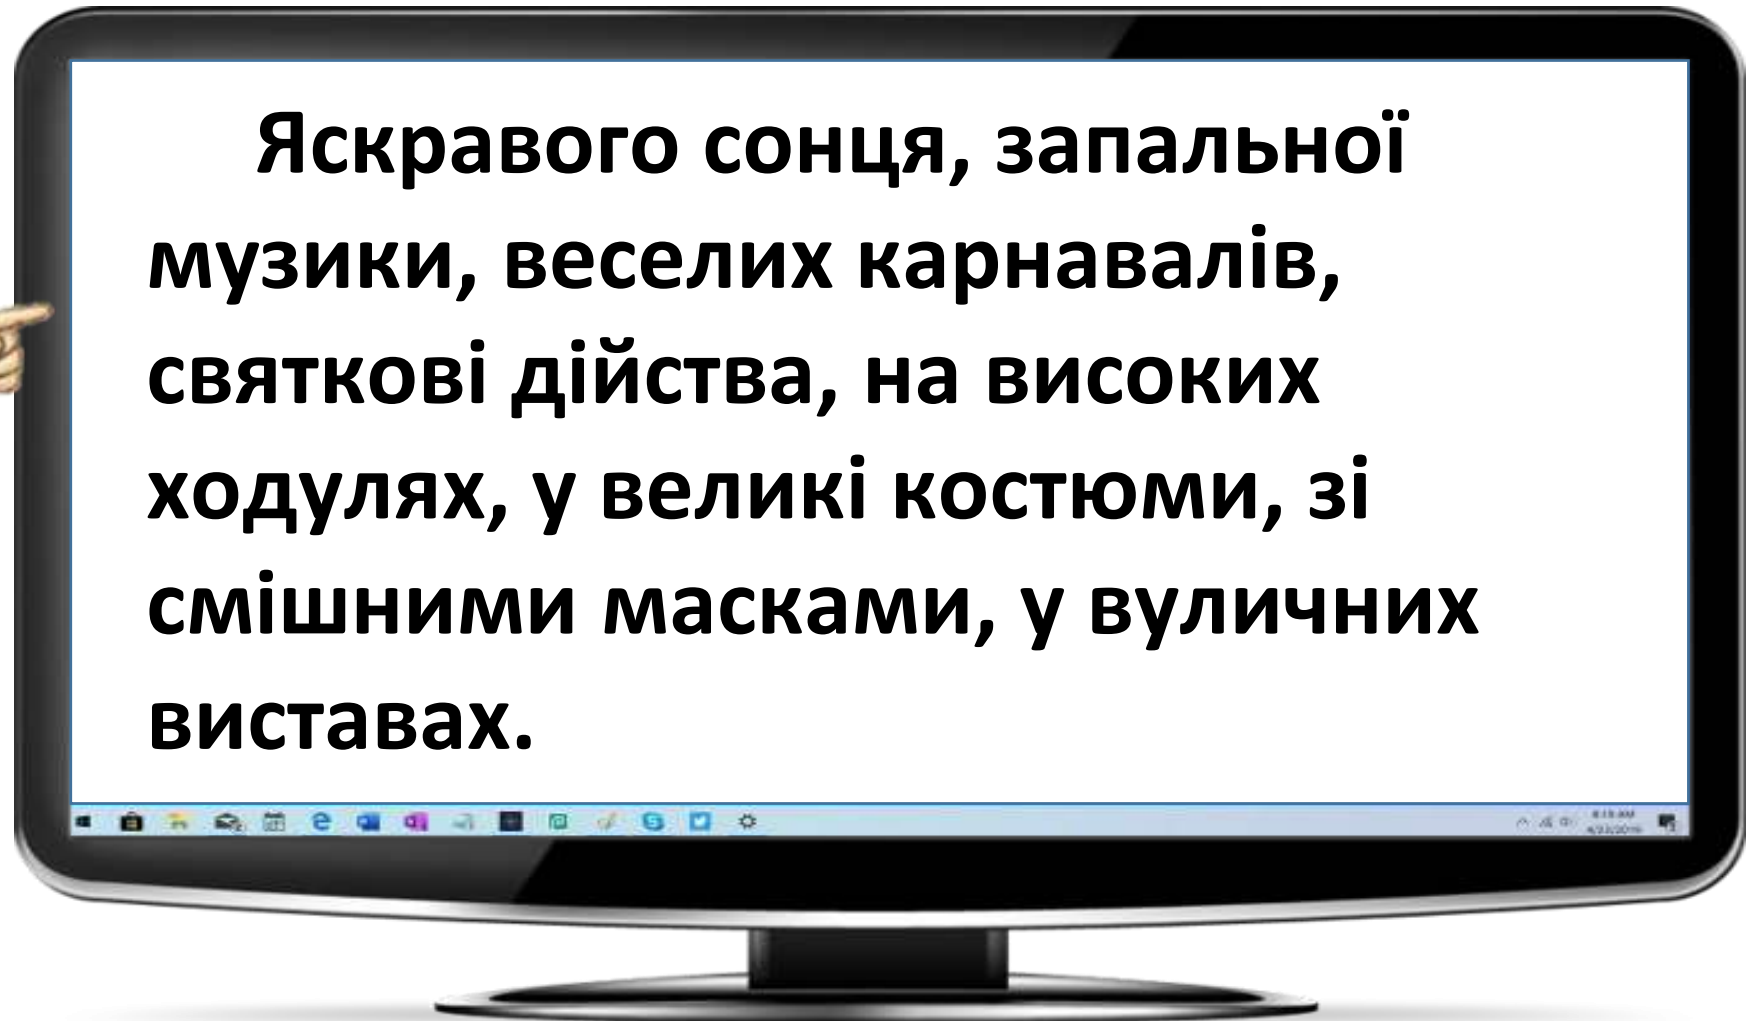 Яскравого сонця, запальної
музики, веселих карнавалів,
святкові дійства, на високих
ходулях, у великі костюми, зі
смішними масками, у вуличних
виставах.